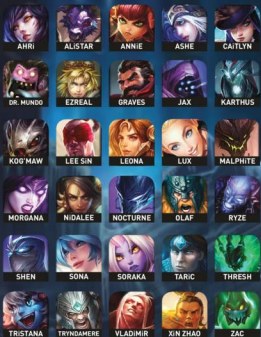 AHRi ALiSTAR ANNiE ASHE CAiTLYN
DR. MUNDO EZREAL GRAVES JAX KARTHUS
KOG'MAW LEE SiN LEONA LUX MALPHiTE
MORGANA NiDALEE NOCTURNE OLAF RYZE
SHEN SONA SORAKA TARiC THRESH
TRiSTANA TRYNDAMERE VLADiMiR XiN ZHAO ZAC